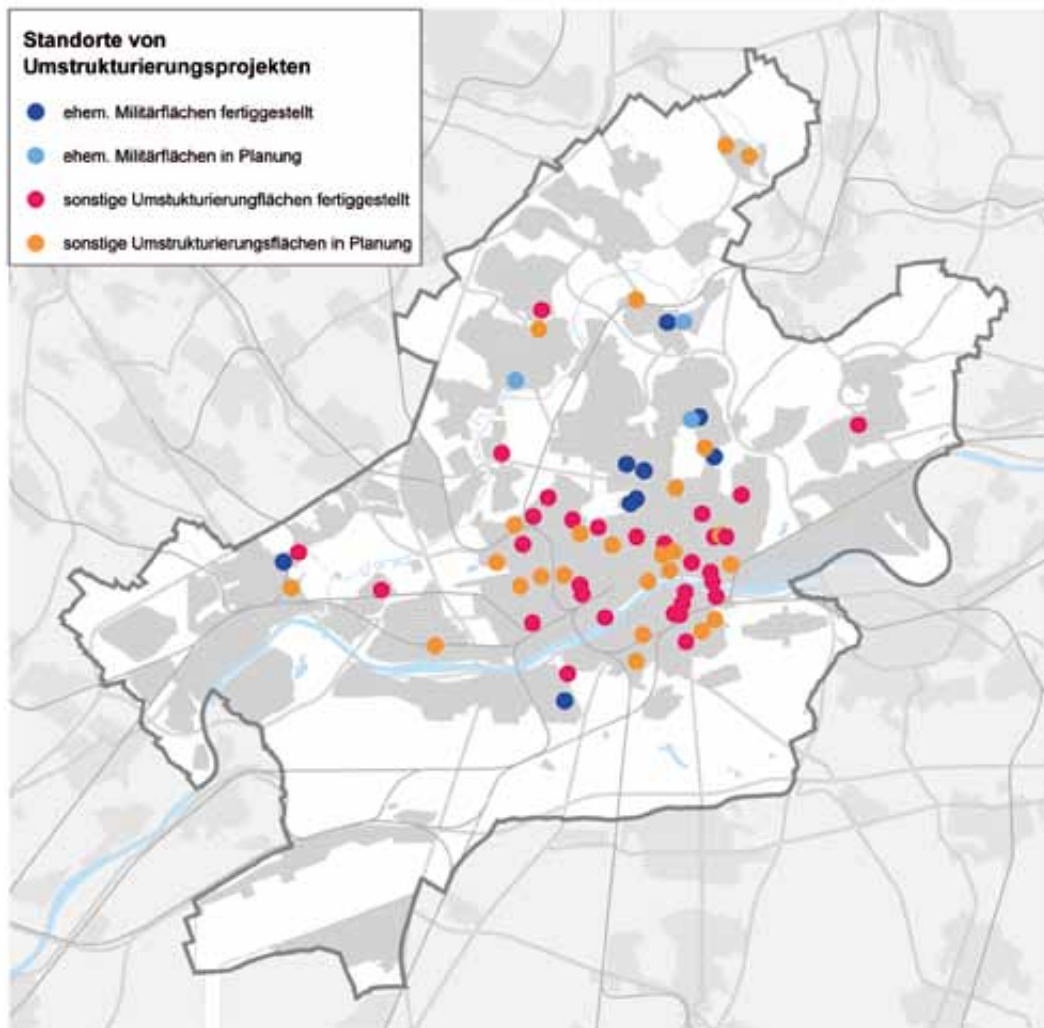 Standorte von
Umstrukturierungsprojekten
ehem. Militärflächen fertiggestellt
ehem. Militärflächen in Planung
sonstige Umstukturierungflächen fertiggestellt
sonstige Umstrukturierungsflächen in Planung